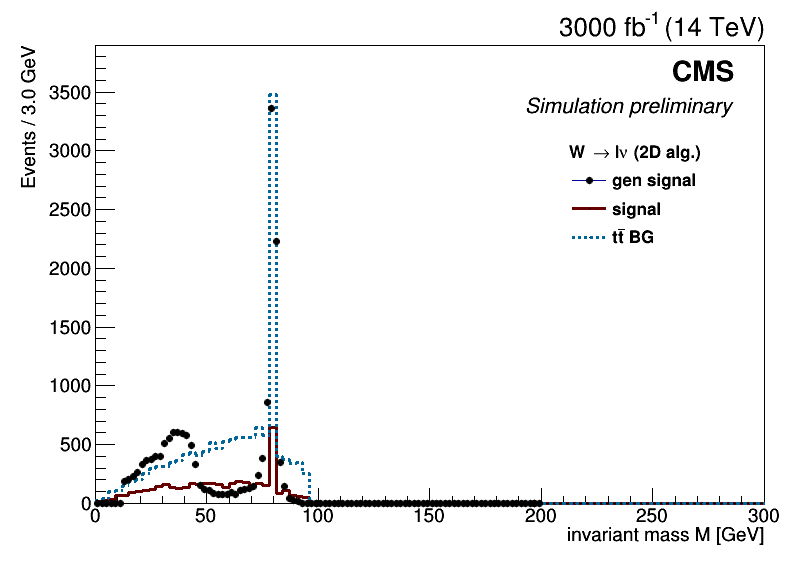 3000 fb-1 (14 TeV)
CMS
Simulation preliminary
W → lν (2D alg.)
gen signal
signal
tt̄ BG
Events / 3.0 GeV
3500
3000
2500
2000
1500
1000
500
0
0 50 100 150 200 250 300
invariant mass M [GeV]